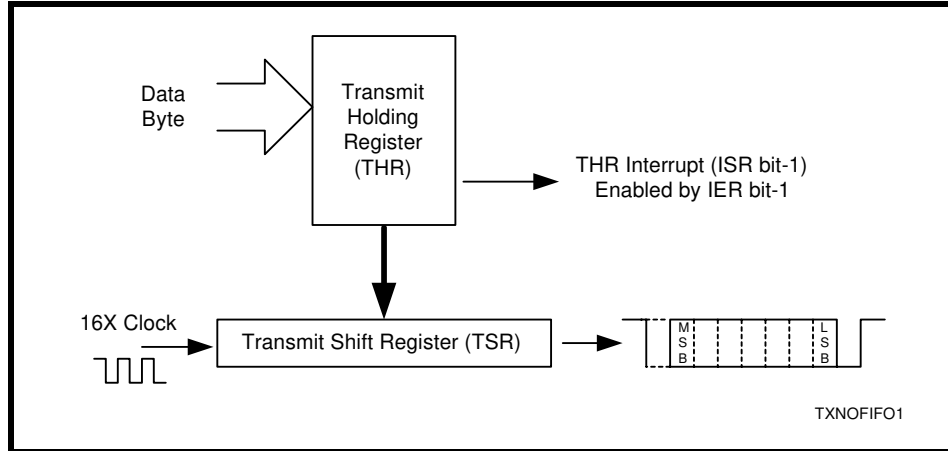 Data
Byte
Transmit
Holding
Register
(THR)
THR Interrupt (ISR bit-1)
Enabled by IER bit-1
16X Clock
Transmit Shift Register (TSR)
M
S
B
L
S
B
TXNOFIFO1